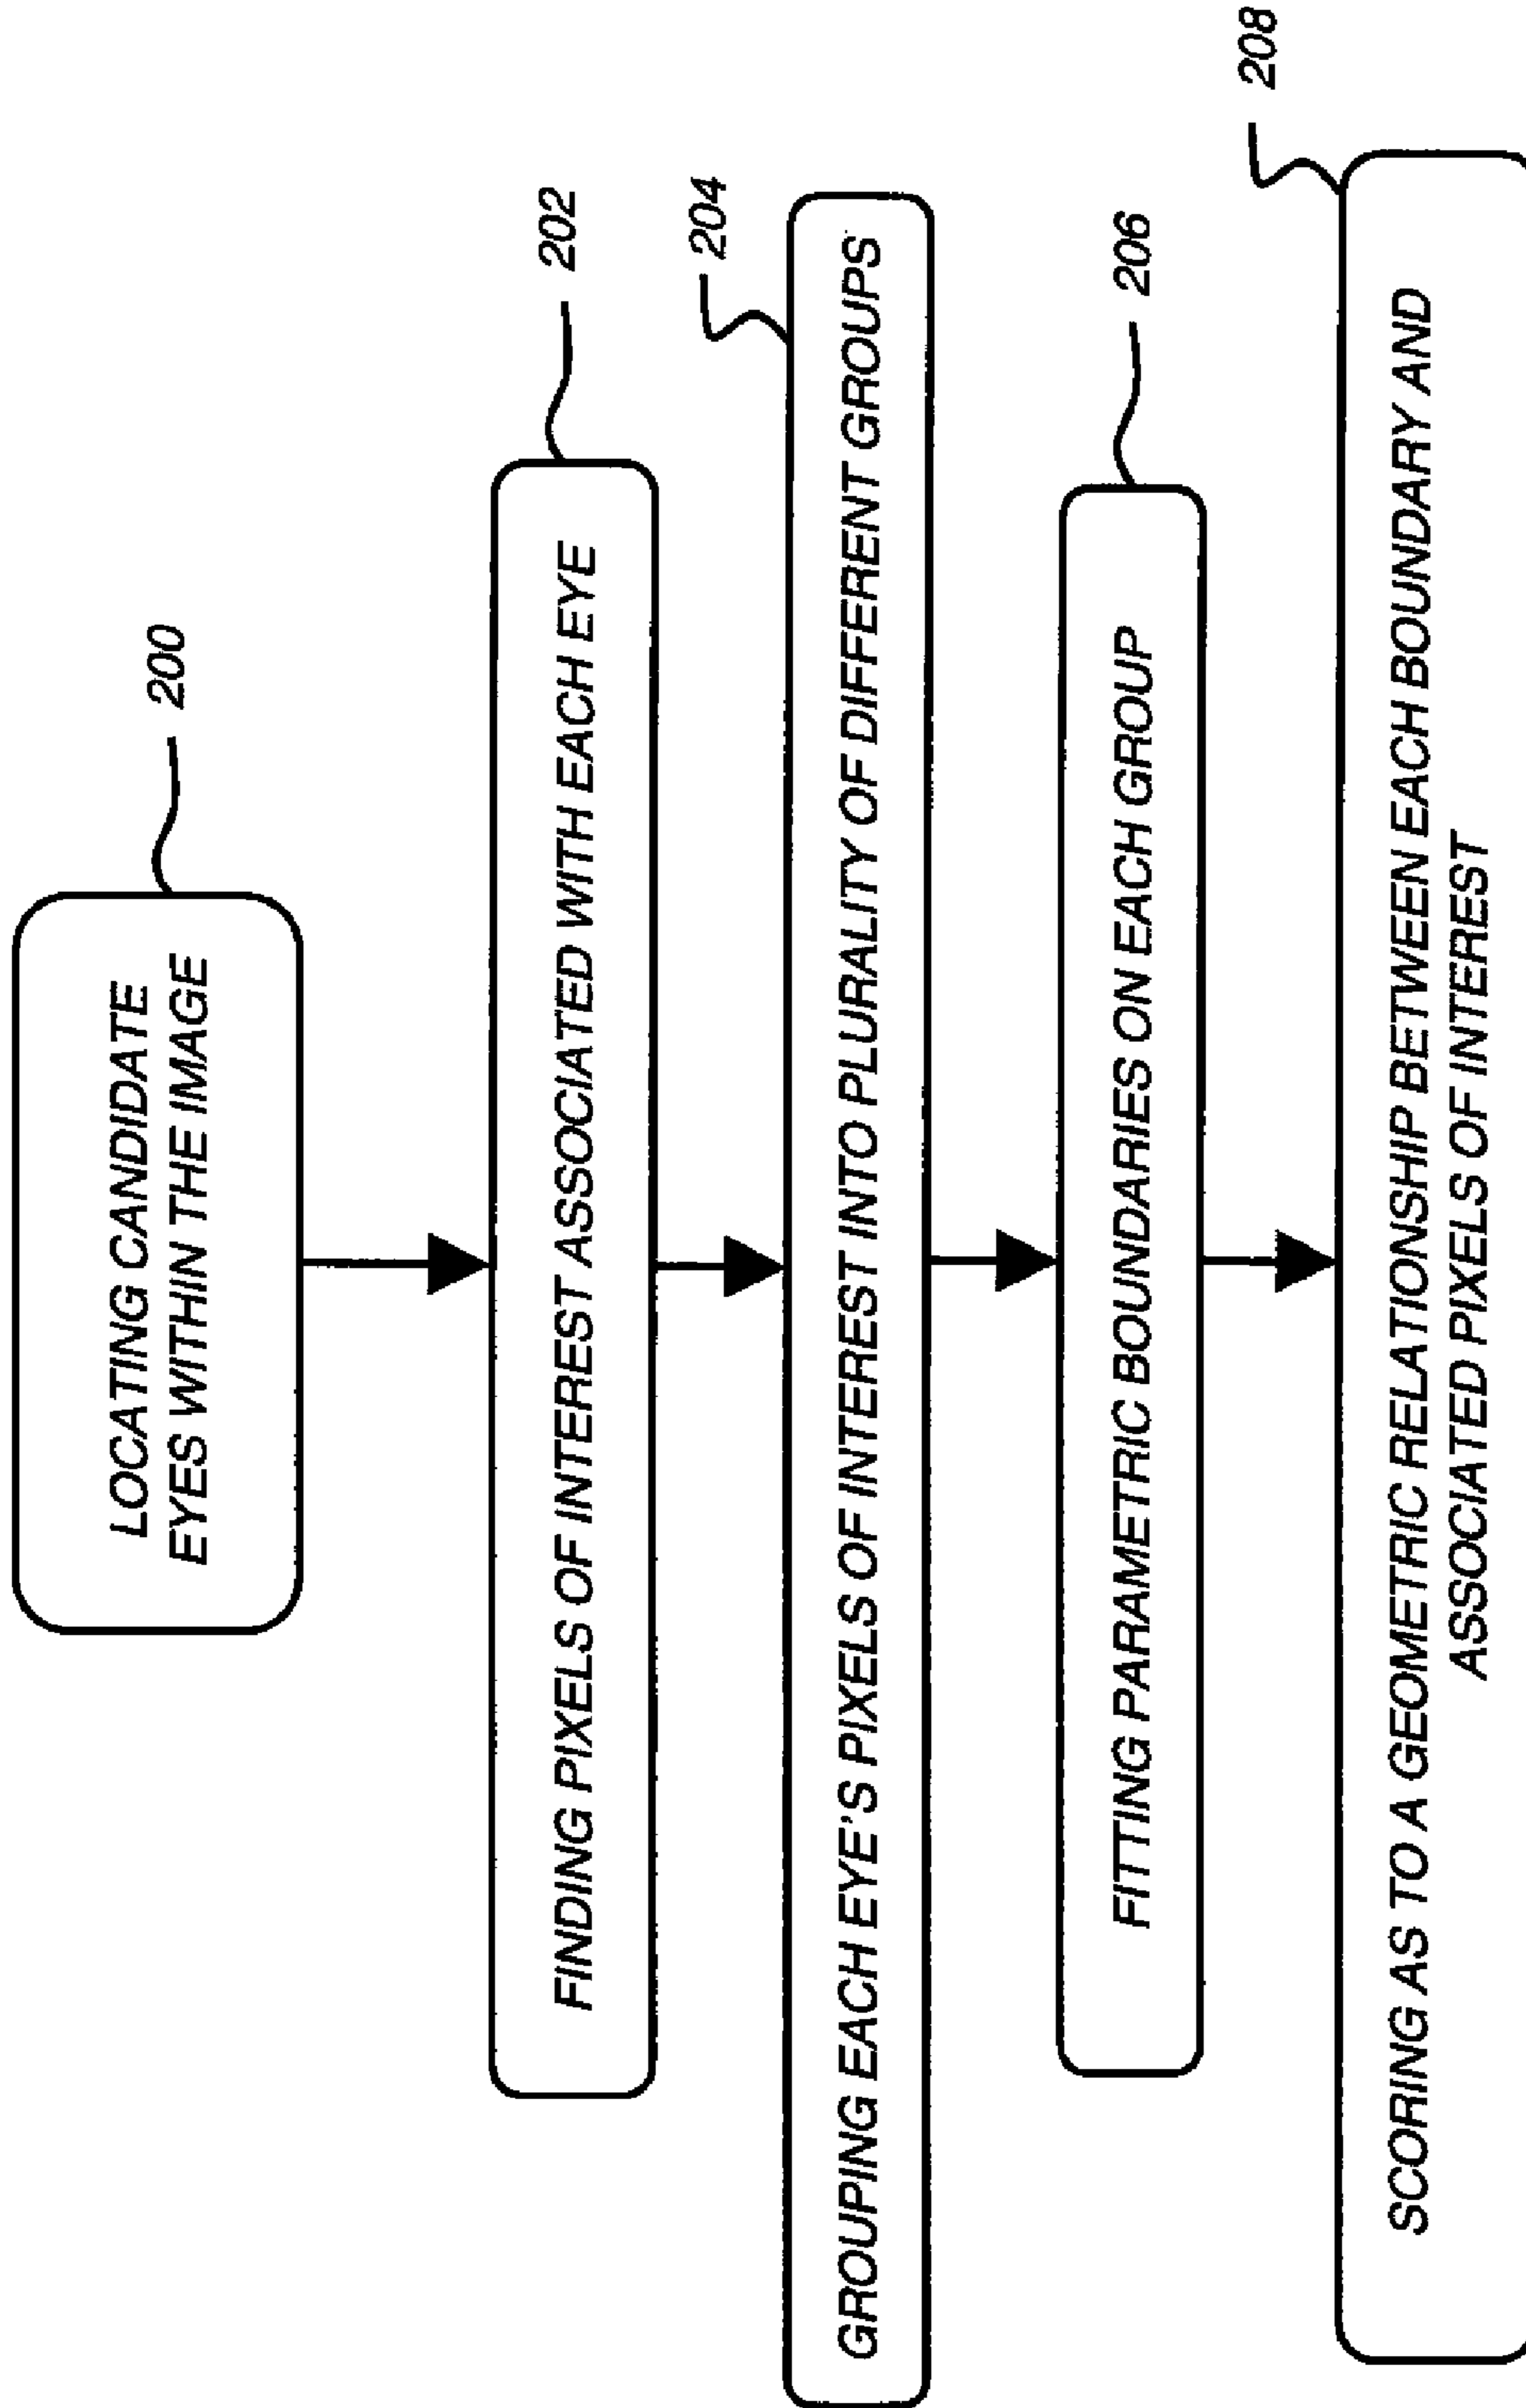 LOCATING CANDIDATE
EYES WITHIN THE IMAGE
200
FINDING PIXELS OF INTEREST ASSOCIATED WITH EACH EYE
202
GROUPING EACH EYE'S PIXELS OF INTEREST INTO PLURALITY OF DIFFERENT GROUPS
204
FITTING PARAMETRIC BOUNDARIES ON EACH GROUP
206
SCORING AS TO A GEOMETRIC RELATIONSHIP BETWEEN EACH BOUNDARY AND
ASSOCIATED PIXELS OF INTEREST
208